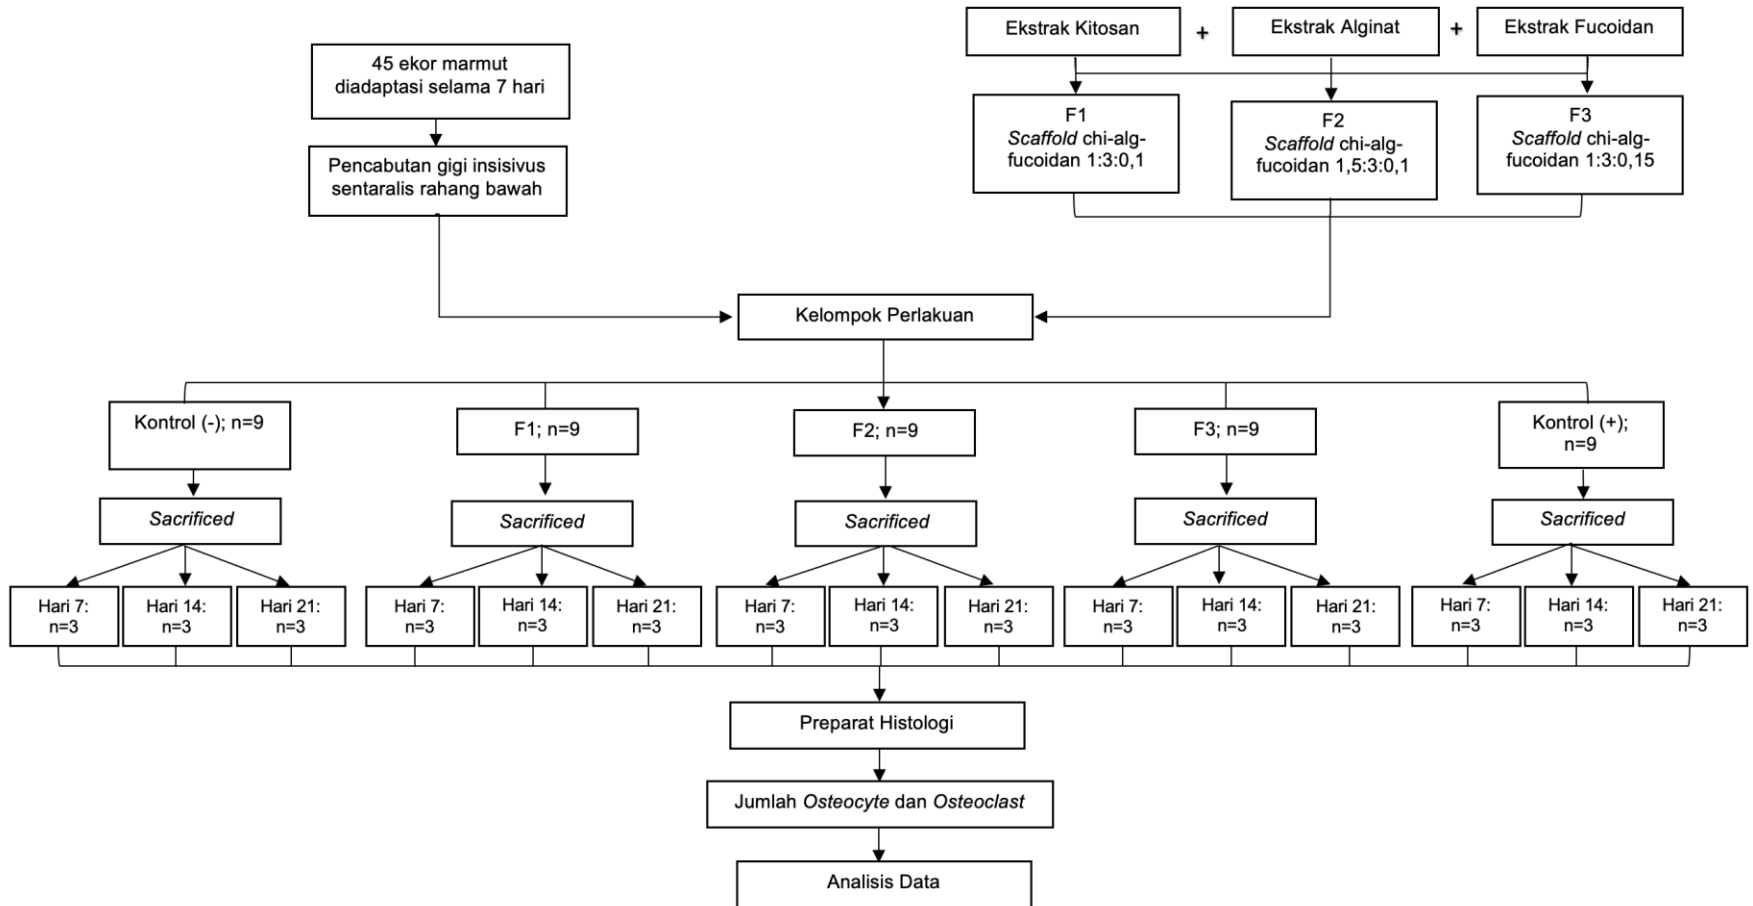 Ekstrak Kitosan + Ekstrak Alginat + Ekstrak Fucoidan
45 ekor marmut
diadaptasi selama 7 hari
Pencabutan gigi insisivus
sentaralis rahang bawah
F1
Scaffold chi-alg-
fucoidan 1:3:0,1
F2
Scaffold chi-alg-
fucoidan 1,5:3:0,1
F3
Scaffold chi-alg-
fucoidan 1:3:0,15
Kelompok Perlakuan
Kontrol (-); n=9
F1; n=9
F2; n=9
F3; n=9
Kontrol (+);
n=9
Sacrificed
Sacrificed
Sacrificed
Sacrificed
Sacrificed
Hari 7:
n=3
Hari 14:
n=3
Hari 21:
n=3
Hari 7:
n=3
Hari 14:
n=3
Hari 21:
n=3
Hari 7:
n=3
Hari 14:
n=3
Hari 21:
n=3
Hari 7:
n=3
Hari 14:
n=3
Hari 21:
n=3
Hari 7:
n=3
Hari 14:
n=3
Hari 21:
n=3
Preparat Histologi
Jumlah Osteocyte dan Osteoclast
Analisis Data